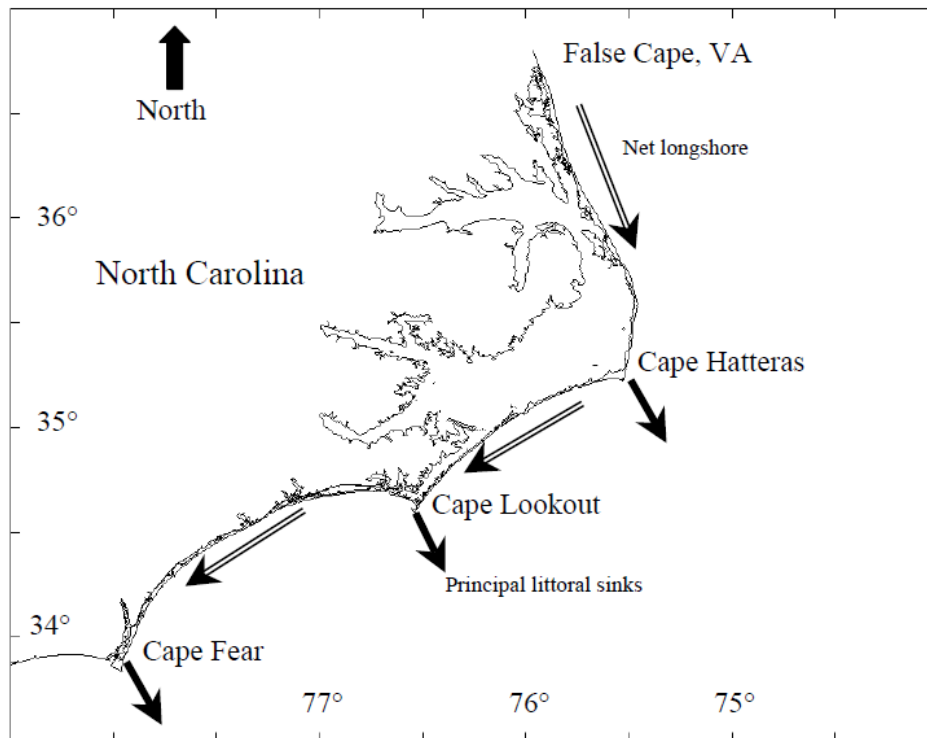 False Cape, VA
North
Net longshore
36°
North Carolina
Cape Hatteras
35°
Cape Lookout
Principal littoral sinks
34°
Cape Fear
77°
76°
75°